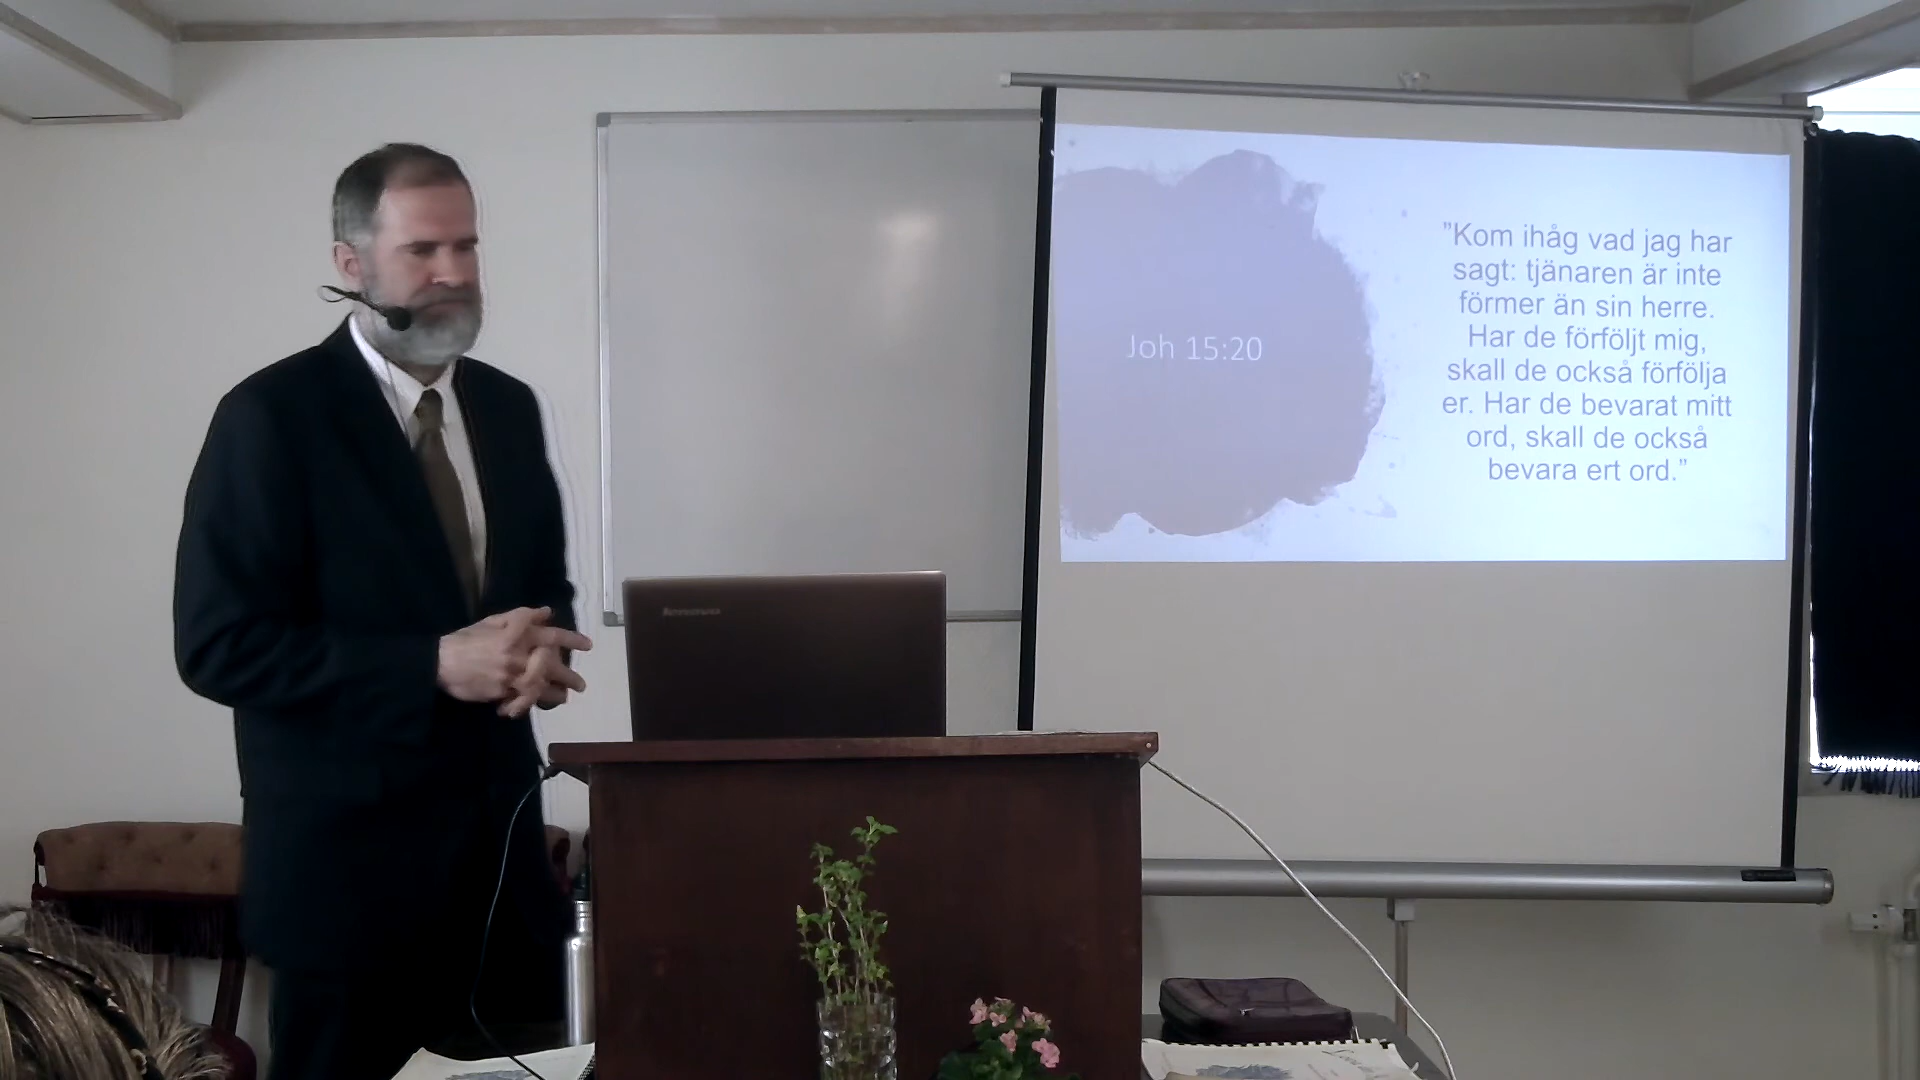 Joh 15:20
”Kom ihåg vad jag har
sagt: tjänaren är inte
förmer än sin herre.
Har de förföljt mig,
skall de också förfölja
er. Har de bevarat mitt
ord, skall de också
bevara ert ord.”
lenovo